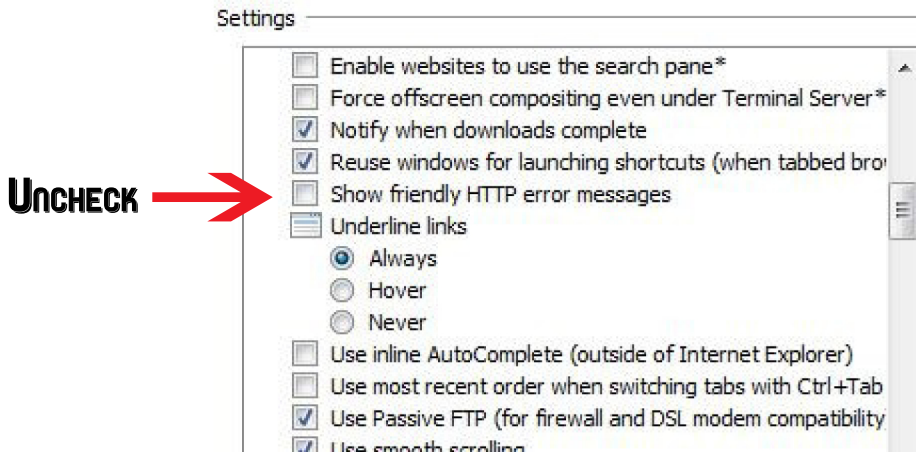 Settings
Enable websites to use the search pane*
Force offscreen compositing even under Terminal Server*
Notify when downloads complete
Reuse windows for launching shortcuts (when tabbed bro
UNCHECK
Show friendly HTTP error messages
Underline links
Always
Hover
Never
Use inline AutoComplete (outside of Internet Explorer)
Use most recent order when switching tabs with Ctrl+Tab
Use Passive FTP (for firewall and DSL modem compatibility
Use smooth scrolling